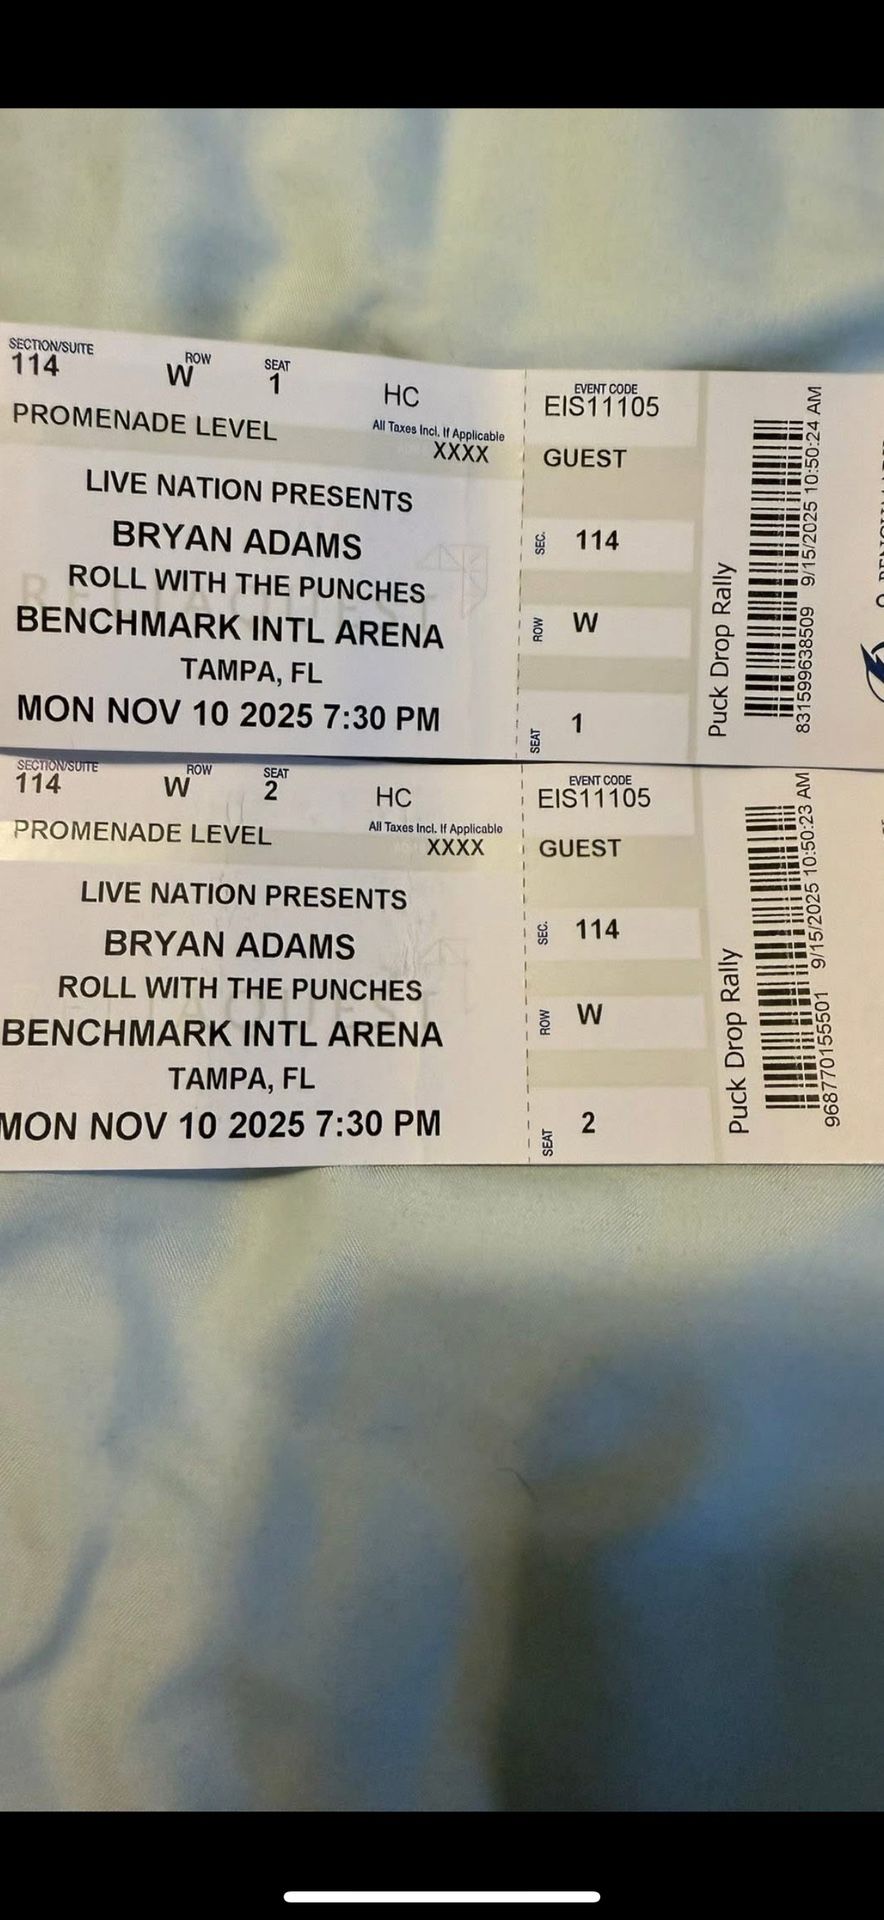 SECTION/SUITE ROW SEAT
114 W 1 HC
PROMENADE LEVEL All Taxes Incl. If Applicable
XXXX
LIVE NATION PRESENTS
BRYAN ADAMS
ROLL WITH THE PUNCHES
BENCHMARK INTL ARENA
TAMPA, FL
MON NOV 10 2025 7:30 PM
EVENT CODE
EIS11105
GUEST
SEC. 114
ROW W
SEAT 1
Puck Drop Rally
831599638509 9/15/2025 10:50:24 AM
SECTION/SUITE ROW SEAT
114 W 2 HC
PROMENADE LEVEL All Taxes Incl. If Applicable
XXXX
LIVE NATION PRESENTS
BRYAN ADAMS
ROLL WITH THE PUNCHES
BENCHMARK INTL ARENA
TAMPA, FL
MON NOV 10 2025 7:30 PM
EVENT CODE
EIS11105
GUEST
SEC. 114
ROW W
SEAT 2
Puck Drop Rally
968770155501 9/15/2025 10:50:23 AM